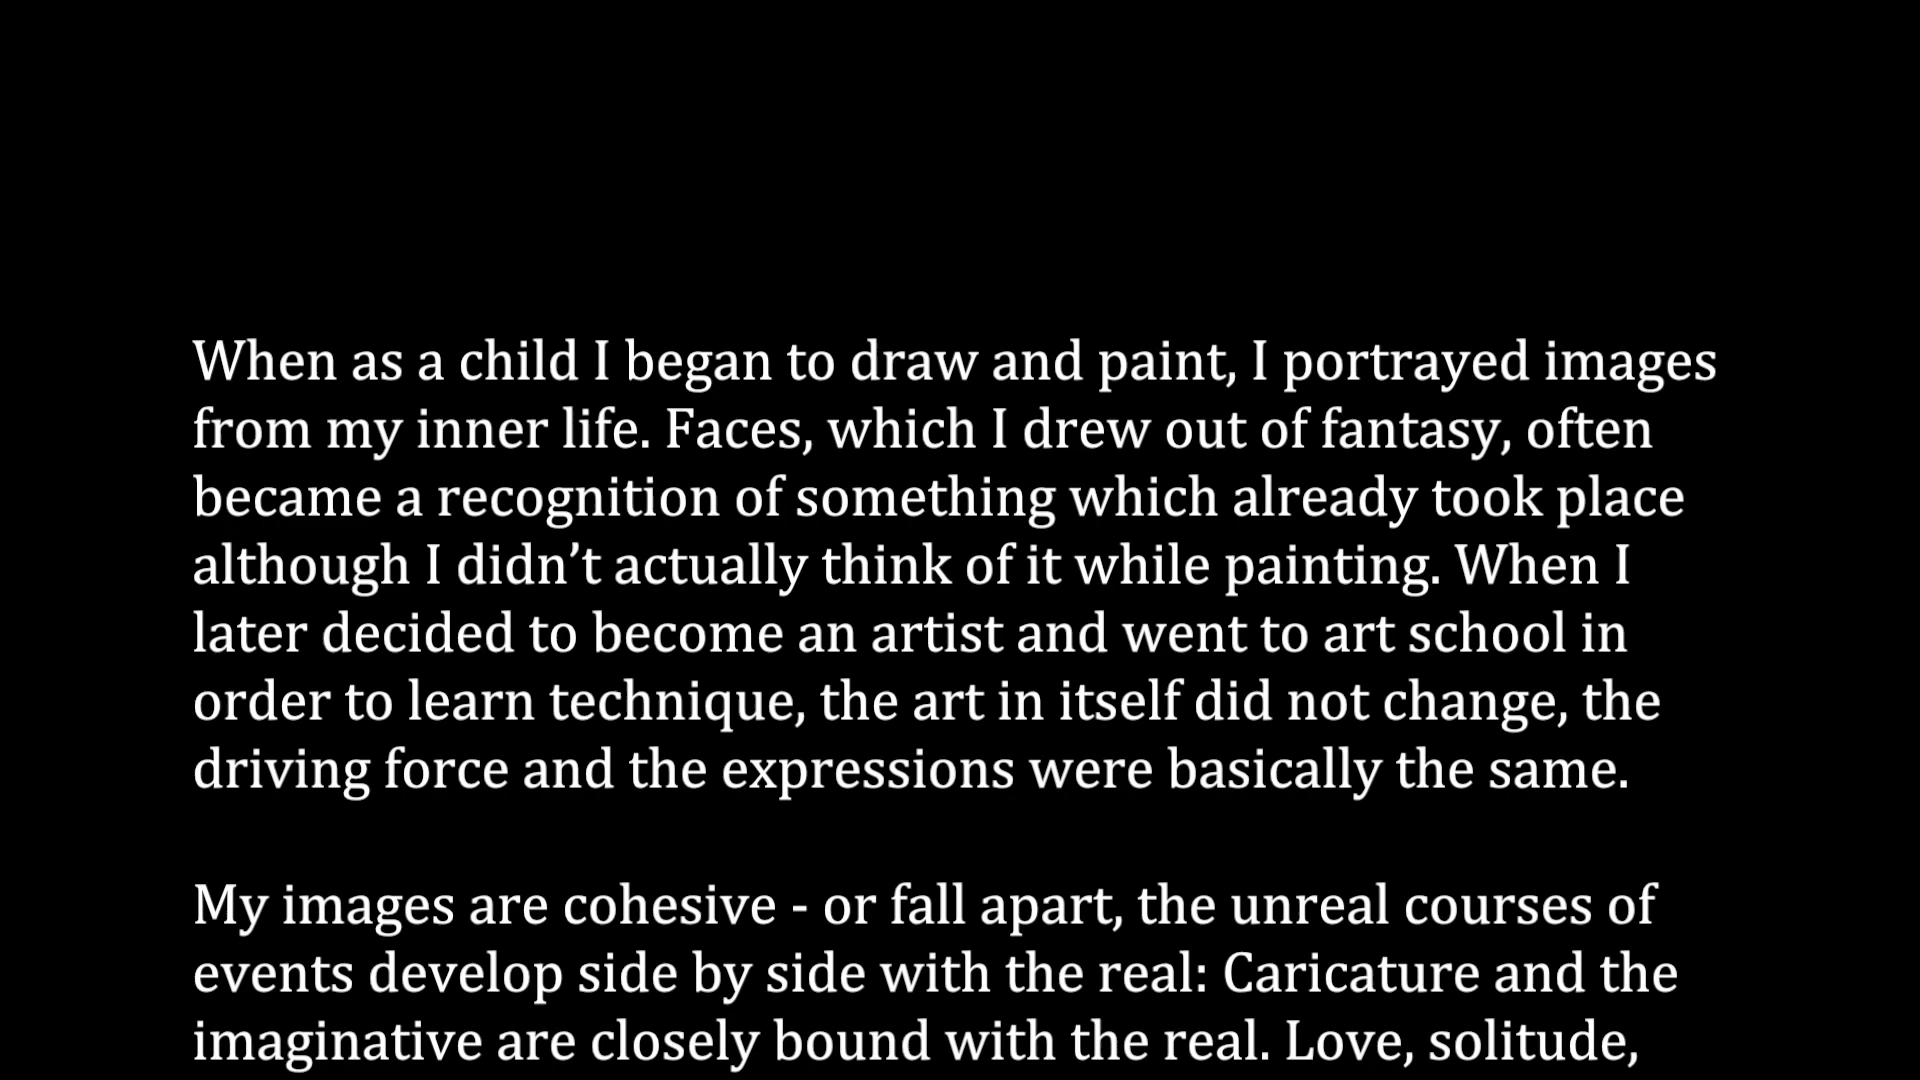 When as a child I began to draw and paint, I portrayed images
from my inner life. Faces, which I drew out of fantasy, often
became a recognition of something which already took place
although I didn’t actually think of it while painting. When I
later decided to become an artist and went to art school in
order to learn technique, the art in itself did not change, the
driving force and the expressions were basically the same.
My images are cohesive - or fall apart, the unreal courses of
events develop side by side with the real: Caricature and the
imaginative are closely bound with the real. Love, solitude,